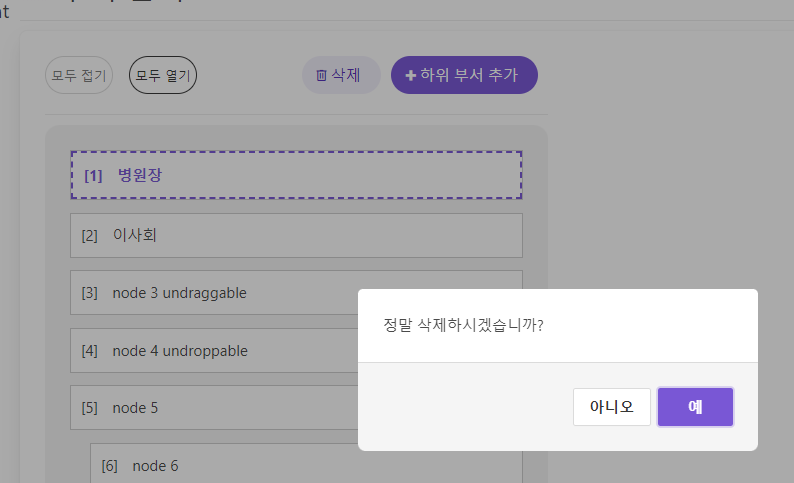 모두 접기
모두 열기
삭제
하위 부서 추가
[1] 병원장
[2] 이사회
[3] node 3 undraggable
[4] node 4 undroppable
[5] node 5
[6] node 6
정말 삭제하시겠습니까?
아니오
예